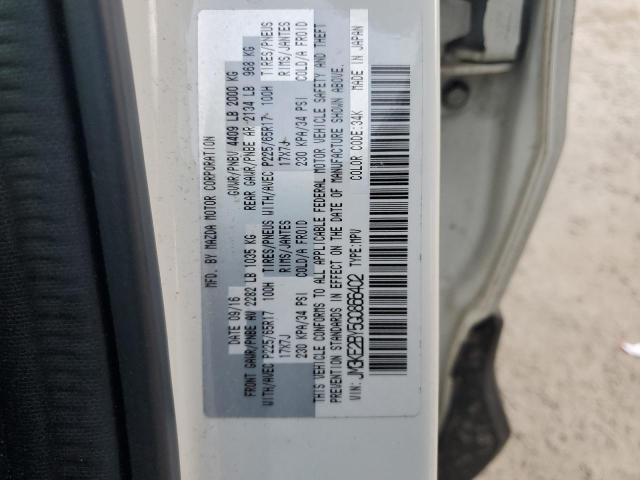 MFD. BY MAZDA MOTOR CORPORATION
DATE 09/16 GVWR/PNBV 4409 LB 2000 KG
FRONT GAWR/PNBE AV 2282 LB 1035 KG REAR GAWR/PNBE AR 2134 LB 968 KG
WITH/AVEC P225/65R17 100H TIRES/PNEUS WITH/AVEC P225/65R17 100H TIRES/PNEUS
17X7J RIMS/JANTES 17X7J RIMS/JANTES
230 KPA/34 PSI COLD/A FROID 230 KPA/34 PSI COLD/A FROID
THIS VEHICLE CONFORMS TO ALL APPLICABLE FEDERAL MOTOR VEHICLE SAFETY AND THEFT
PREVENTION STANDARDS IN EFFECT ON THE DATE OF MANUFACTURE SHOWN ABOVE.
VIN: JM3KE2BY5G0866402 TYPE: MPV COLOR CODE: 34K MADE IN JAPAN